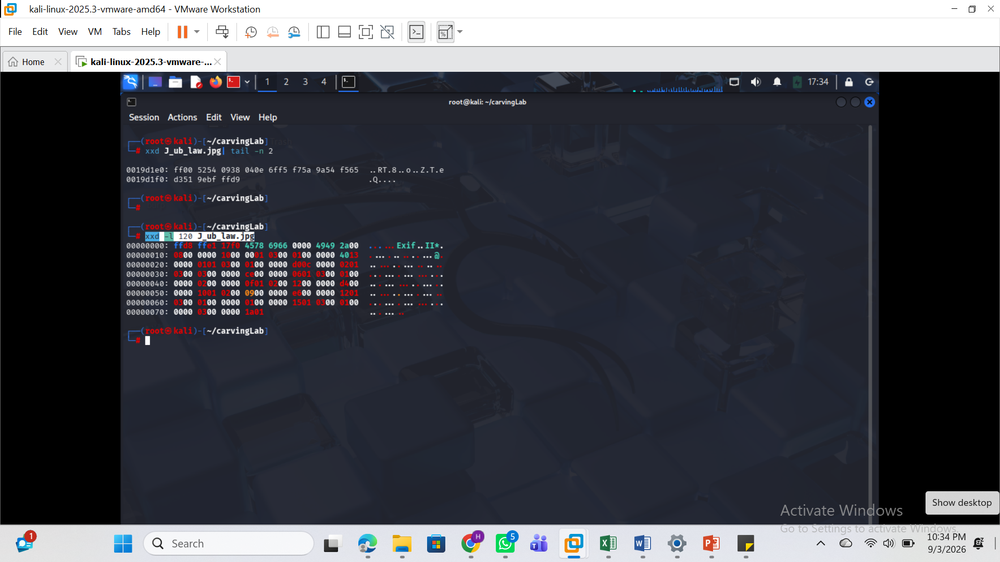 kali-linux-2025.3-vmware-amd64 - VMware Workstation
File Edit View VM Tabs Help
Home
kali-linux-2025.3-vmware-...
1 2 3 4
17:34
root@kali: ~/carvingLab
Session Actions Edit View Help
Trash
┌──(root㉿kali)-[~/carvingLab]
└─# xxd J_ub_law.jpg| tail -n 2
0019d1e0: ff00 5254 0938 040e 6ff5 f75a 9a54 f565  ..RT.8..o..Z.T.e
0019d1f0: d351 9ebf ffd9  .Q....
┌──(root㉿kali)-[~/carvingLab]
└─#
┌──(root㉿kali)-[~/carvingLab]
└─# xxd -l 120 J_ub_law.jpg
00000000: ffd8 ffe1 17f0 4578 6966 0000 4949 2a00  ......Exif..II*.
00000010: 0800 0000 1000 0001 0300 0100 0000 4013  ..............@.
00000020: 0000 0101 0300 0100 0000 d00c 0000 0201  ................
00000030: 0300 0300 0000 ce00 0000 0601 0300 0100  ................
00000040: 0000 0200 0000 0f01 0200 1200 0000 d400  ................
00000050: 0000 1001 0200 0900 0000 e600 0000 1201  ................
00000060: 0300 0100 0000 0100 0000 1501 0300 0100  ................
00000070: 0000 0300 0000 1a01  ........
┌──(root㉿kali)-[~/carvingLab]
└─#
Activate Windows
Go to Settings to activate Windows.
Show desktop
1
Search
H
5
10:34 PM
9/3/2026